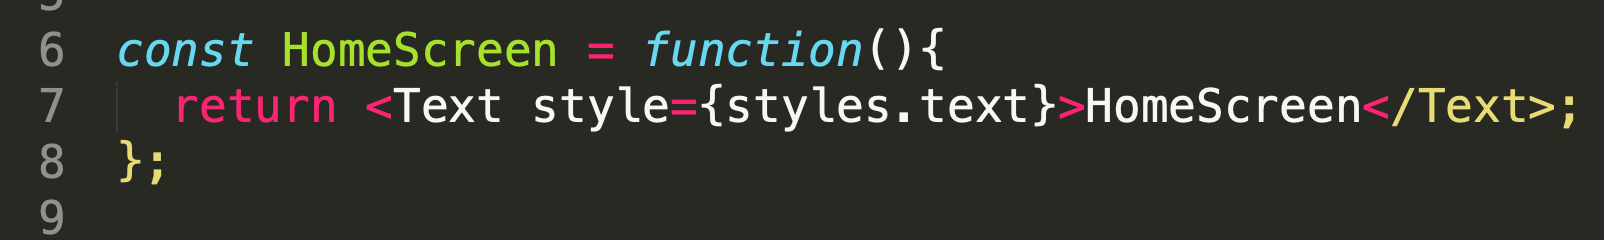 6 const HomeScreen = function(){
7 return <Text style={styles.text}>HomeScreen</Text>;
8 };
9